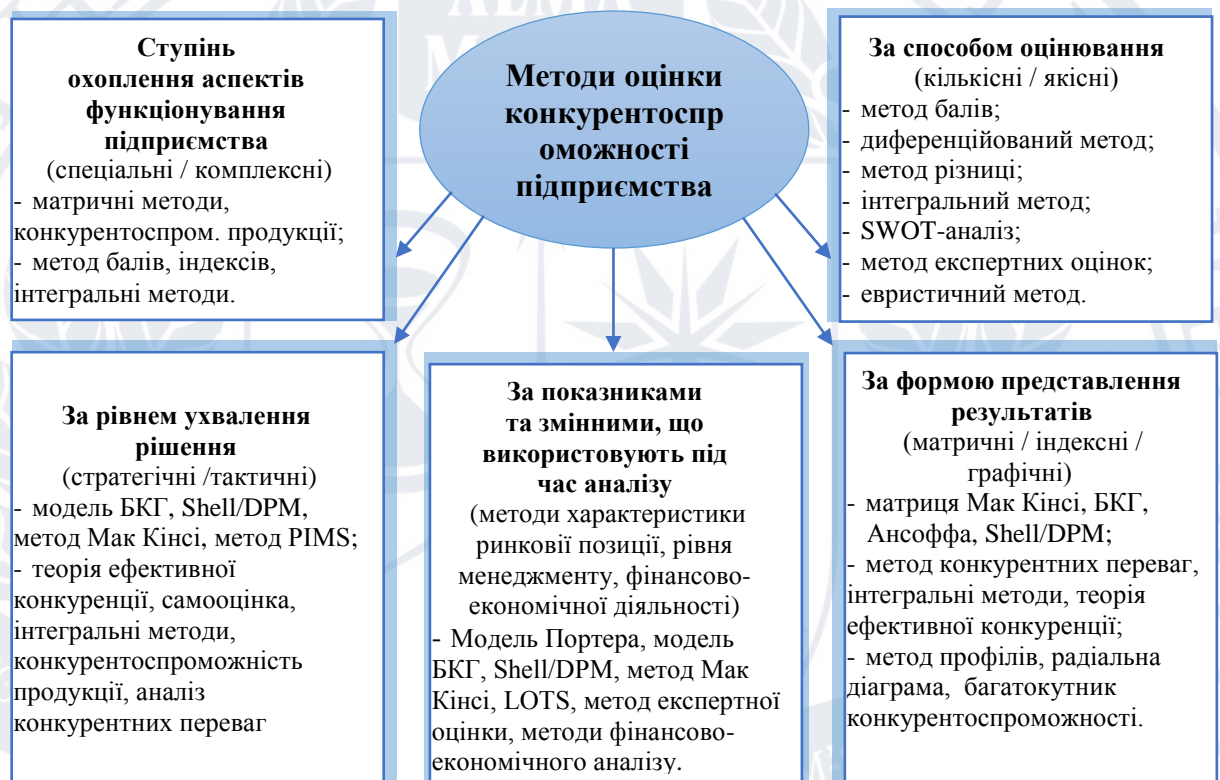 Ступінь
охоплення аспектів
функціонування
підприємства
(спеціальні / комплексні)
- матричні методи,
конкурентоспром. продукції;
- метод балів, індексів,
інтегральні методи.
Методи оцінки
конкурентоспр
оможності
підприємства
За способом оцінювання
(кількісні / якісні)
- метод балів;
- диференційований метод;
- метод різниці;
- інтегральний метод;
- SWOT-аналіз;
- метод експертних оцінок;
- евристичний метод.
За рівнем ухвалення
рішення
(стратегічні /тактичні)
- модель БКГ, Shell/DPM,
метод Мак Кінсі, метод PIMS;
- теорія ефективної
конкуренції, самооцінка,
інтегральні методи,
конкурентоспроможність
продукції, аналіз
конкурентних переваг
За показниками
та змінними, що
використовують під
час аналізу
(методи характеристики
ринковії позиції, рівня
менеджменту, фінансово-
економічної діяльності)
- Модель Портера, модель
БКГ, Shell/DPM, метод Мак
Кінсі, LOTS, метод експертної
оцінки, методи фінансово-
економічного аналізу.
За формою представлення
результатів
(матричні / індексні /
графічні)
- матриця Мак Кінсі, БКГ,
Ансоффа, Shell/DPM;
- метод конкурентних переваг,
інтегральні методи, теорія
ефективної конкуренції;
- метод профілів, радіальна
діаграма, багатокутник
конкурентоспроможності.